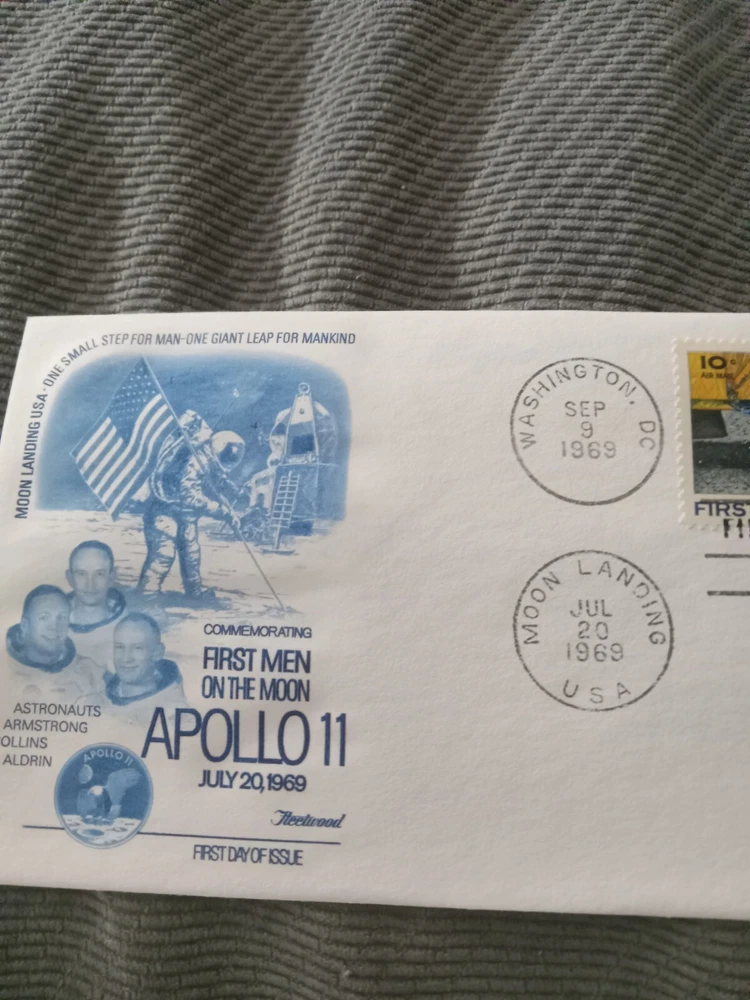 MOON LANDING USA · ONE SMALL STEP FOR MAN-ONE GIANT LEAP FOR MANKIND
COMMEMORATING
FIRST MEN
ON THE MOON
APOLLO 11
JULY 20, 1969
ASTRONAUTS
ARMSTRONG
OLLINS
ALDRIN
APOLLO 11
Fleetwood
FIRST DAY OF ISSUE
WASHINGTON, DC
SEP
9
1969
MOON LANDING
JUL
20
1969
USA
10c
AIR MAIL
FIRS